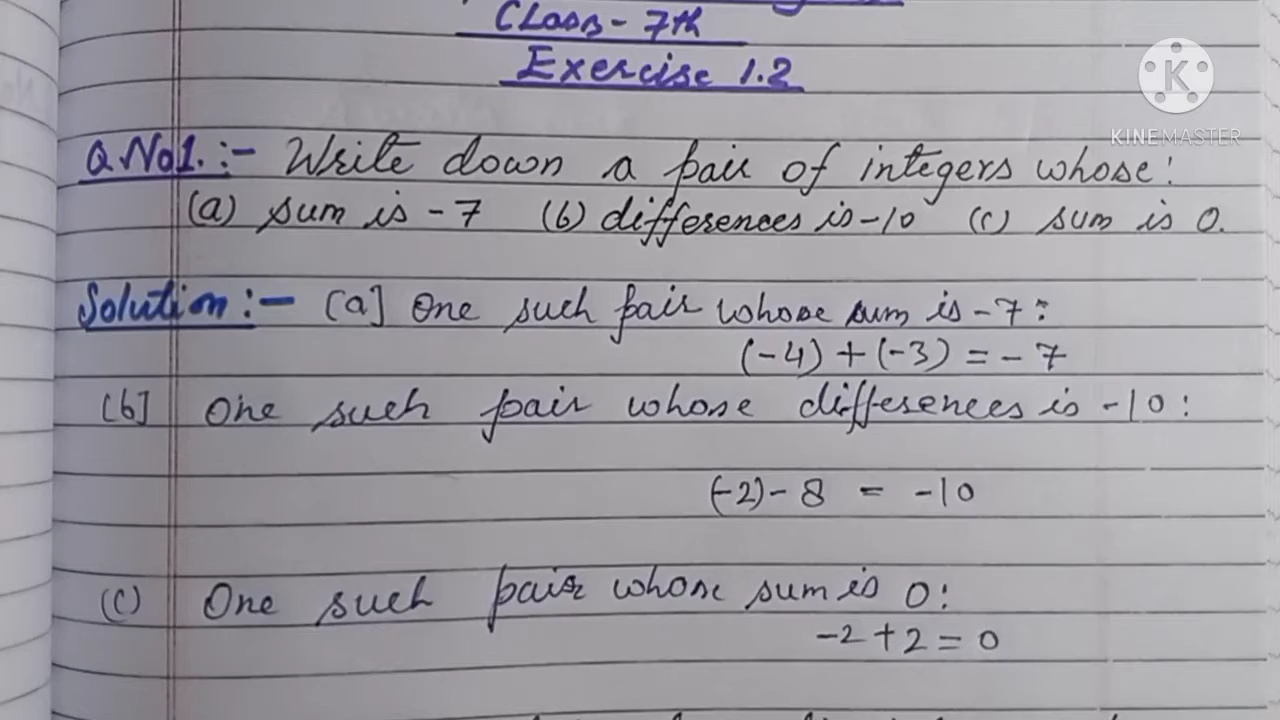 Class - 7th
Exercise 1.2
KINEMASTER
Q.No1. :- Write down a pair of integers whose:
(a) sum is -7 (b) differences is -10 (c) sum is 0.
Solution :- (a] One such pair whose sum is -7 :
(-4) + (-3) = -7
(b] One such pair whose differences is -10 :
(-2) - 8 = -10
(c) One such pair whose sum is 0 :
-2 + 2 = 0